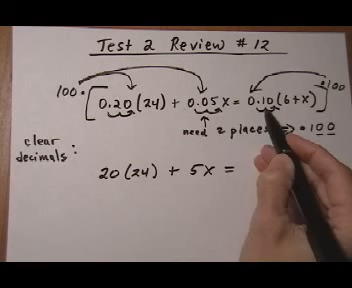 Test 2 Review # 12
100 · [0.20(24) + 0.05x = 0.10(6+x)] · 100
need 2 places ⇒ · 100
clear
decimals:
20(24) + 5x =